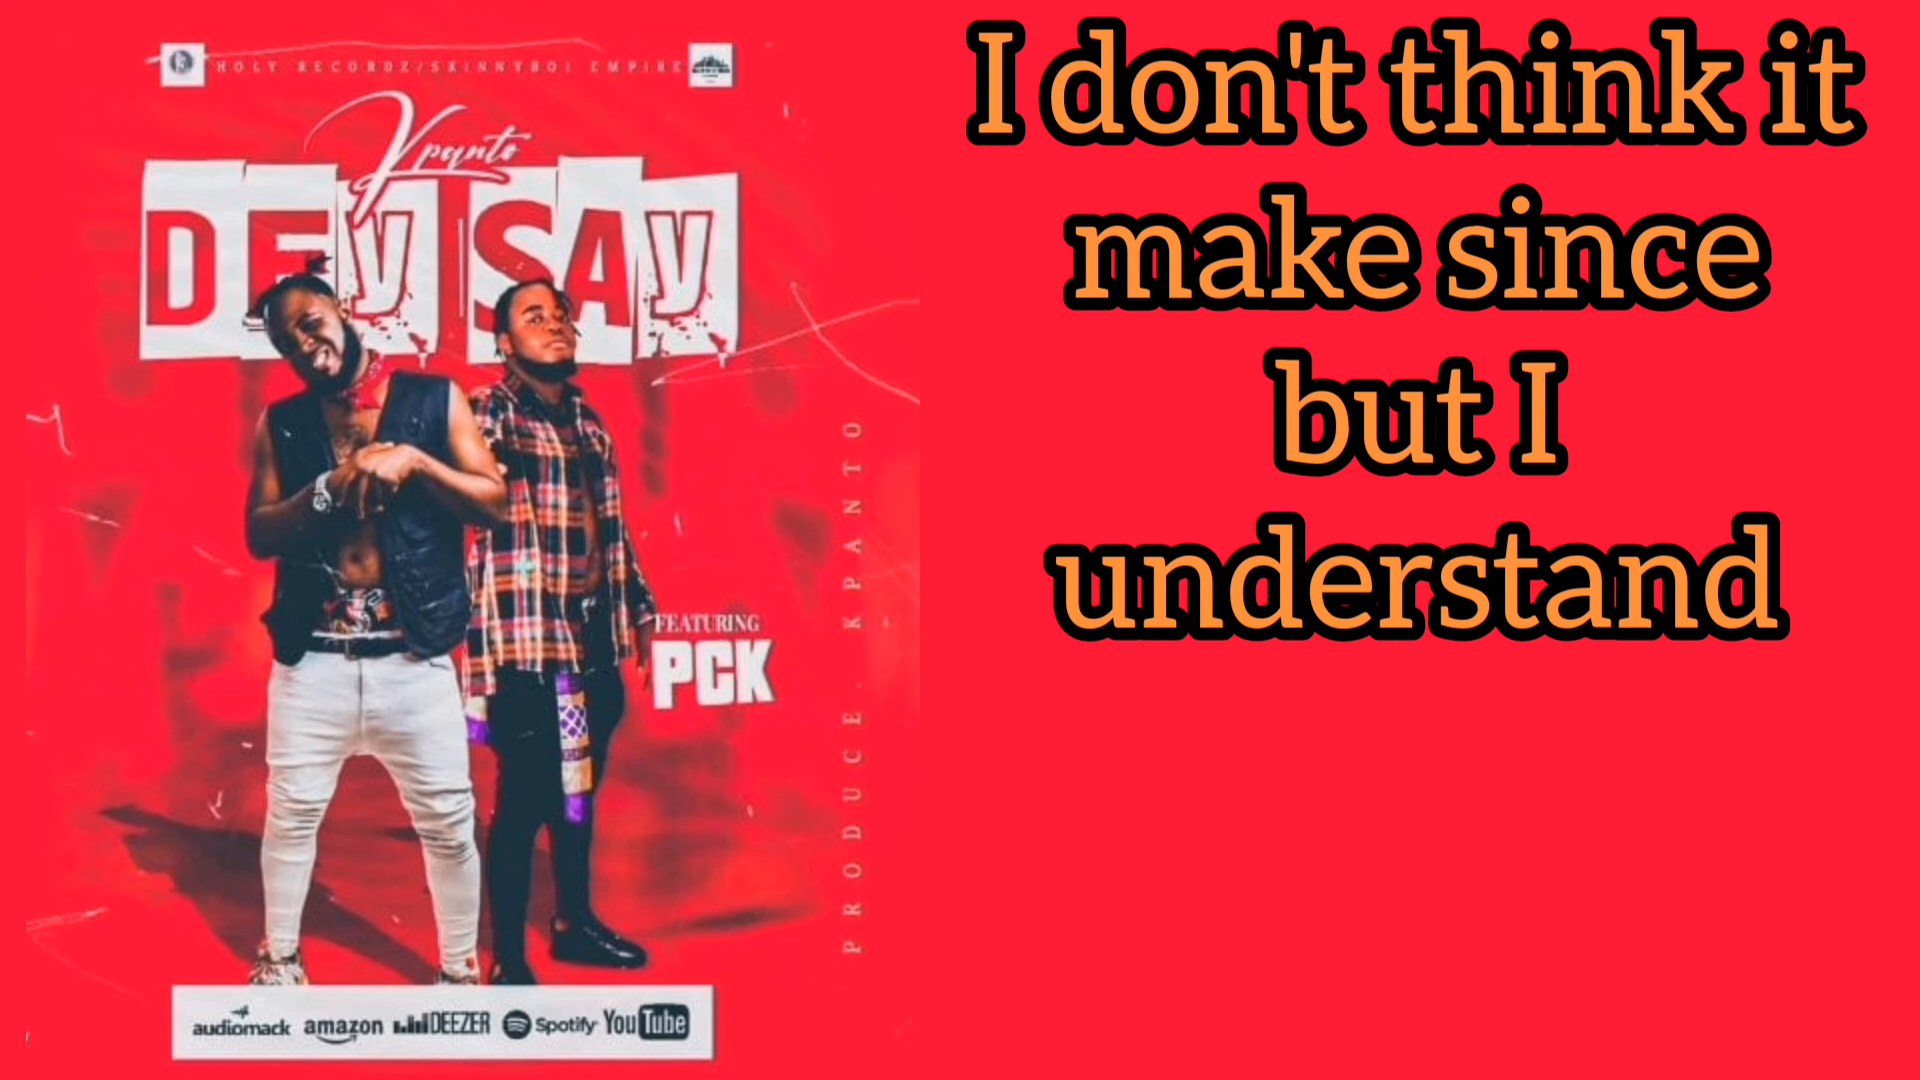 HOLY RECORDZ/SKINNYBOI EMPIRE
Kpanto
DEy SAy
FEATURING
PCK
PRODUCE. KPANTO
audiomack amazon DEEZER Spotify YouTube
I don't think it
make since
but I
understand